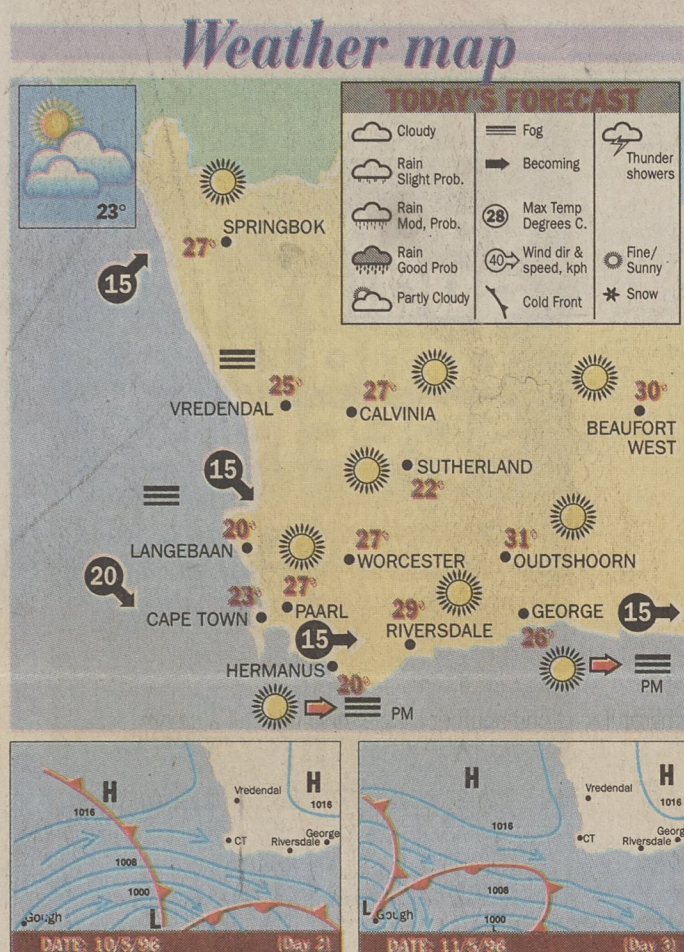 Weather map
23°
TODAY'S FORECAST
Cloudy
Rain
Slight Prob.
Rain
Mod, Prob.
Rain
Good Prob
Partly Cloudy
Fog
Becoming
28
Max Temp
Degrees C.
40
Wind dir &
speed, kph
Cold Front
Thunder
showers
Fine/
Sunny
Snow
SPRINGBOK
27°
15
25°
VREDENDAL
27°
CALVINIA
30°
BEAUFORT
WEST
15
SUTHERLAND
22°
20°
LANGEBAAN
27°
WORCESTER
31°
OUDTSHOORN
20
23°
CAPE TOWN
27°
PAARL
29°
RIVERSDALE
GEORGE
26°
15
15
HERMANUS
20°
PM
PM
H
H
Vredendal
1016
1016
CT
Riversdale
George
1008
1000
Gough
L
DATE: 10/5/96
(Day 2)
H
H
Vredendal
1016
1016
CT
Riversdale
Georg
1008
1000
L
Gough
L
DATE: 11/5/96
(Day 3)